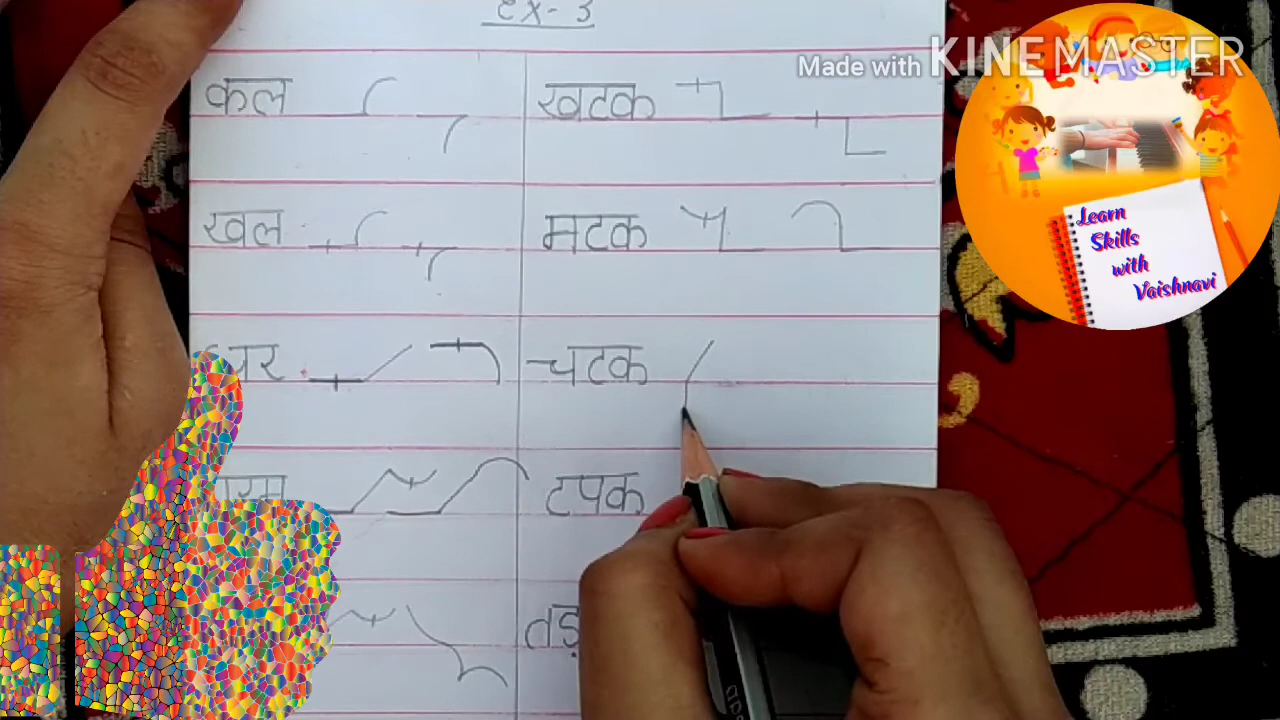 Ex-3
Made with KINEMASTER
कल खटक
खल मटक
चटक
टपक
Learn
Skills
with
Vaishnavi